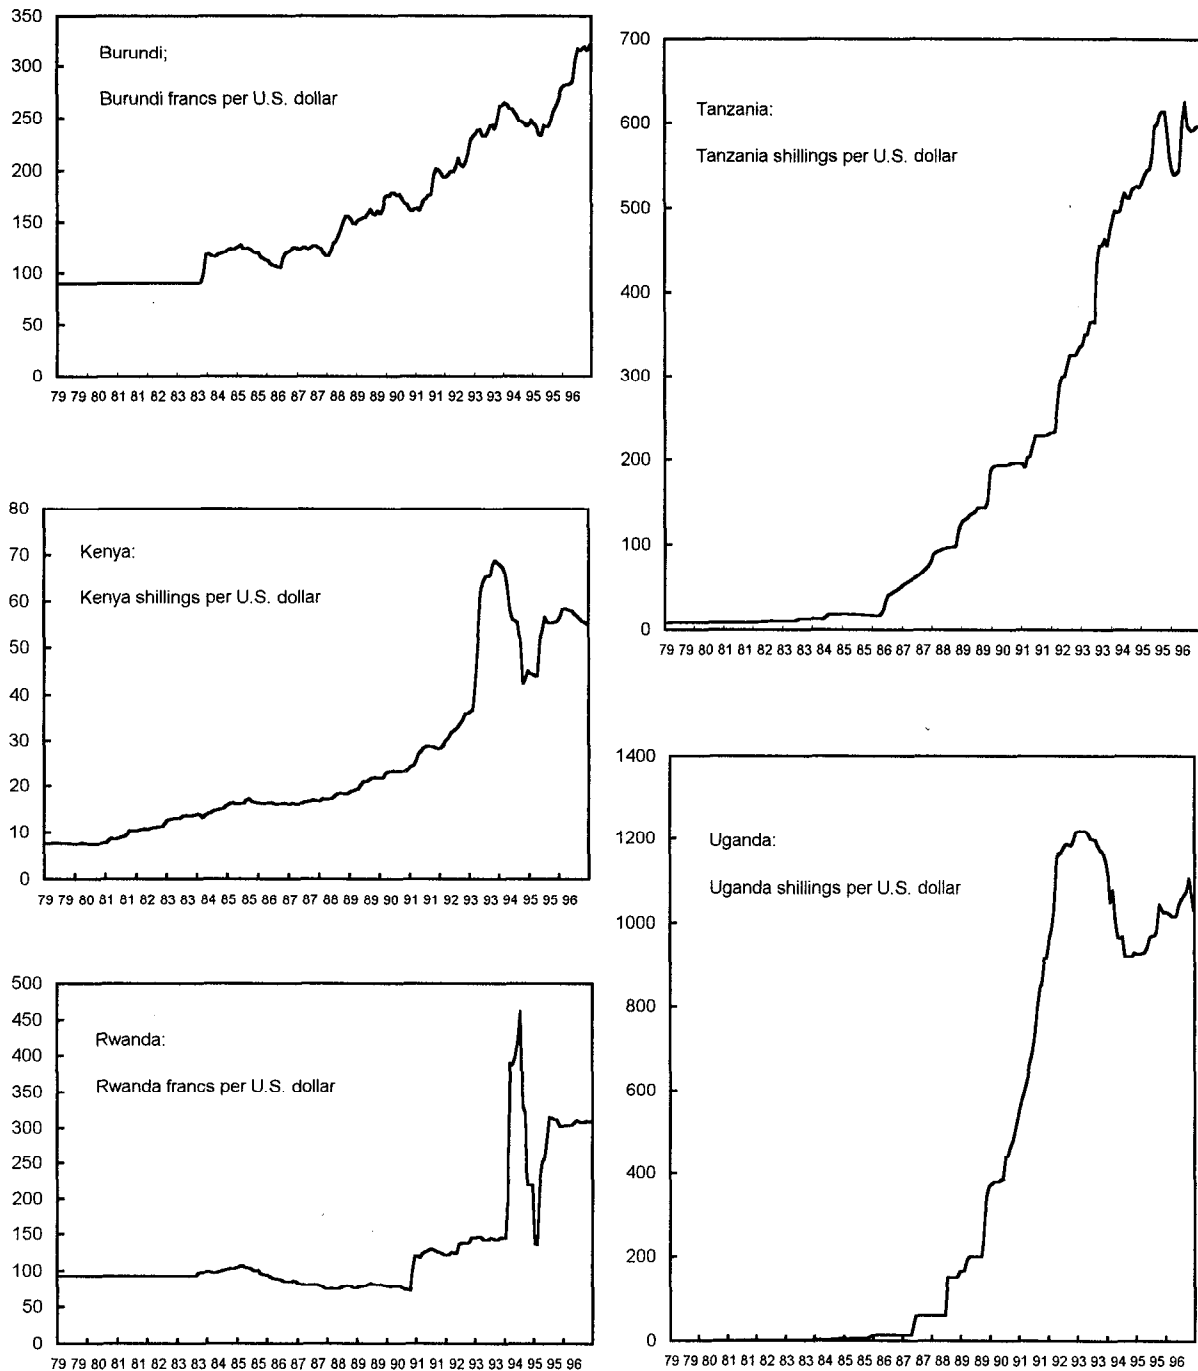 350
300
250
200
150
100
50
0
Burundi;
Burundi francs per U.S. dollar
79 79 80 81 81 82 83 83 84 85 85 86 87 87 88 89 89 90 91 91 92 93 93 94 95 95 96
80
70
60
50
40
30
20
10
0
Kenya:
Kenya shillings per U.S. dollar
79 79 80 81 81 82 83 83 84 85 85 86 87 87 88 89 89 90 91 91 92 93 93 94 95 95 96
500
450
400
350
300
250
200
150
100
50
0
Rwanda:
Rwanda francs per U.S. dollar
79 79 80 81 81 82 83 83 84 85 85 86 87 87 88 89 89 90 91 91 92 93 93 94 95 95 96
700
600
500
400
300
200
100
0
Tanzania:
Tanzania shillings per U.S. dollar
79 79 80 81 81 82 83 83 84 85 85 86 87 87 88 89 89 90 91 91 92 93 93 94 95 95 96
1400
1200
1000
800
600
400
200
0
Uganda:
Uganda shillings per U.S. dollar
79 79 80 81 81 82 83 83 84 85 85 86 87 87 88 89 89 90 91 91 92 93 93 94 95 95 96